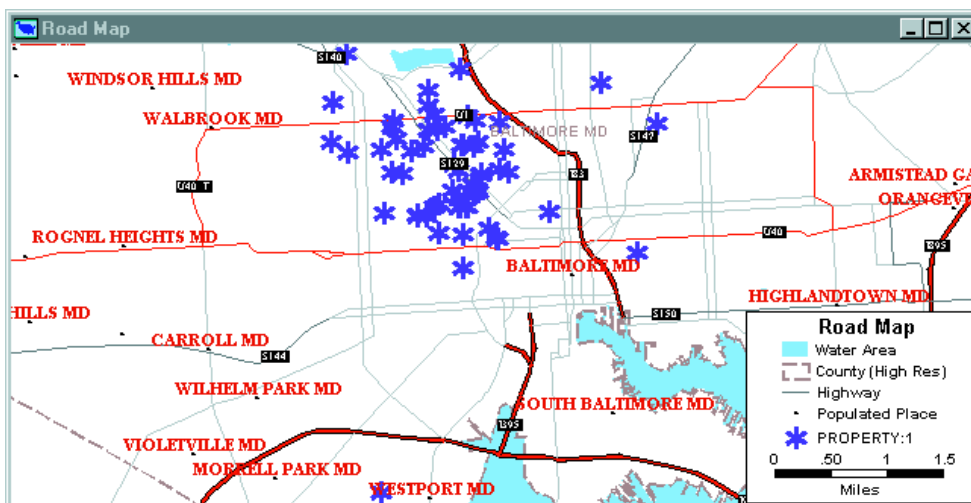 Road Map
S140
WINDSOR HILLS MD
U1
WALBROOK MD
BALTIMORE MD
S147
S129
I83
ARMISTEAD GA
U40 T
ORANGEVI
ROGNEL HEIGHTS MD
U40
I895
BALTIMORE MD
HILLS MD
HIGHLANDTOWN MD
S150
CARROLL MD
S144
WILHELM PARK MD
SOUTH BALTIMORE MD
I395
VIOLETVILLE MD
MORRELL PARK MD
WESTPORT MD
Road Map
Water Area
County (High Res)
Highway
Populated Place
PROPERTY:1
0 .50 1 1.5
Miles